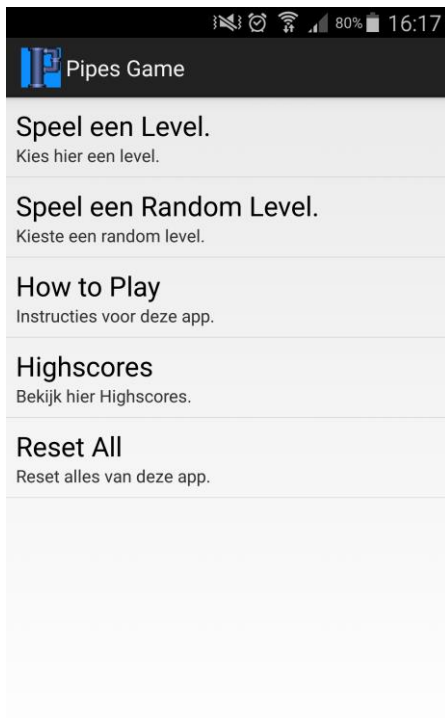 80% 16:17
Pipes Game
Speel een Level.
Kies hier een level.
Speel een Random Level.
Kieste een random level.
How to Play
Instructies voor deze app.
Highscores
Bekijk hier Highscores.
Reset All
Reset alles van deze app.